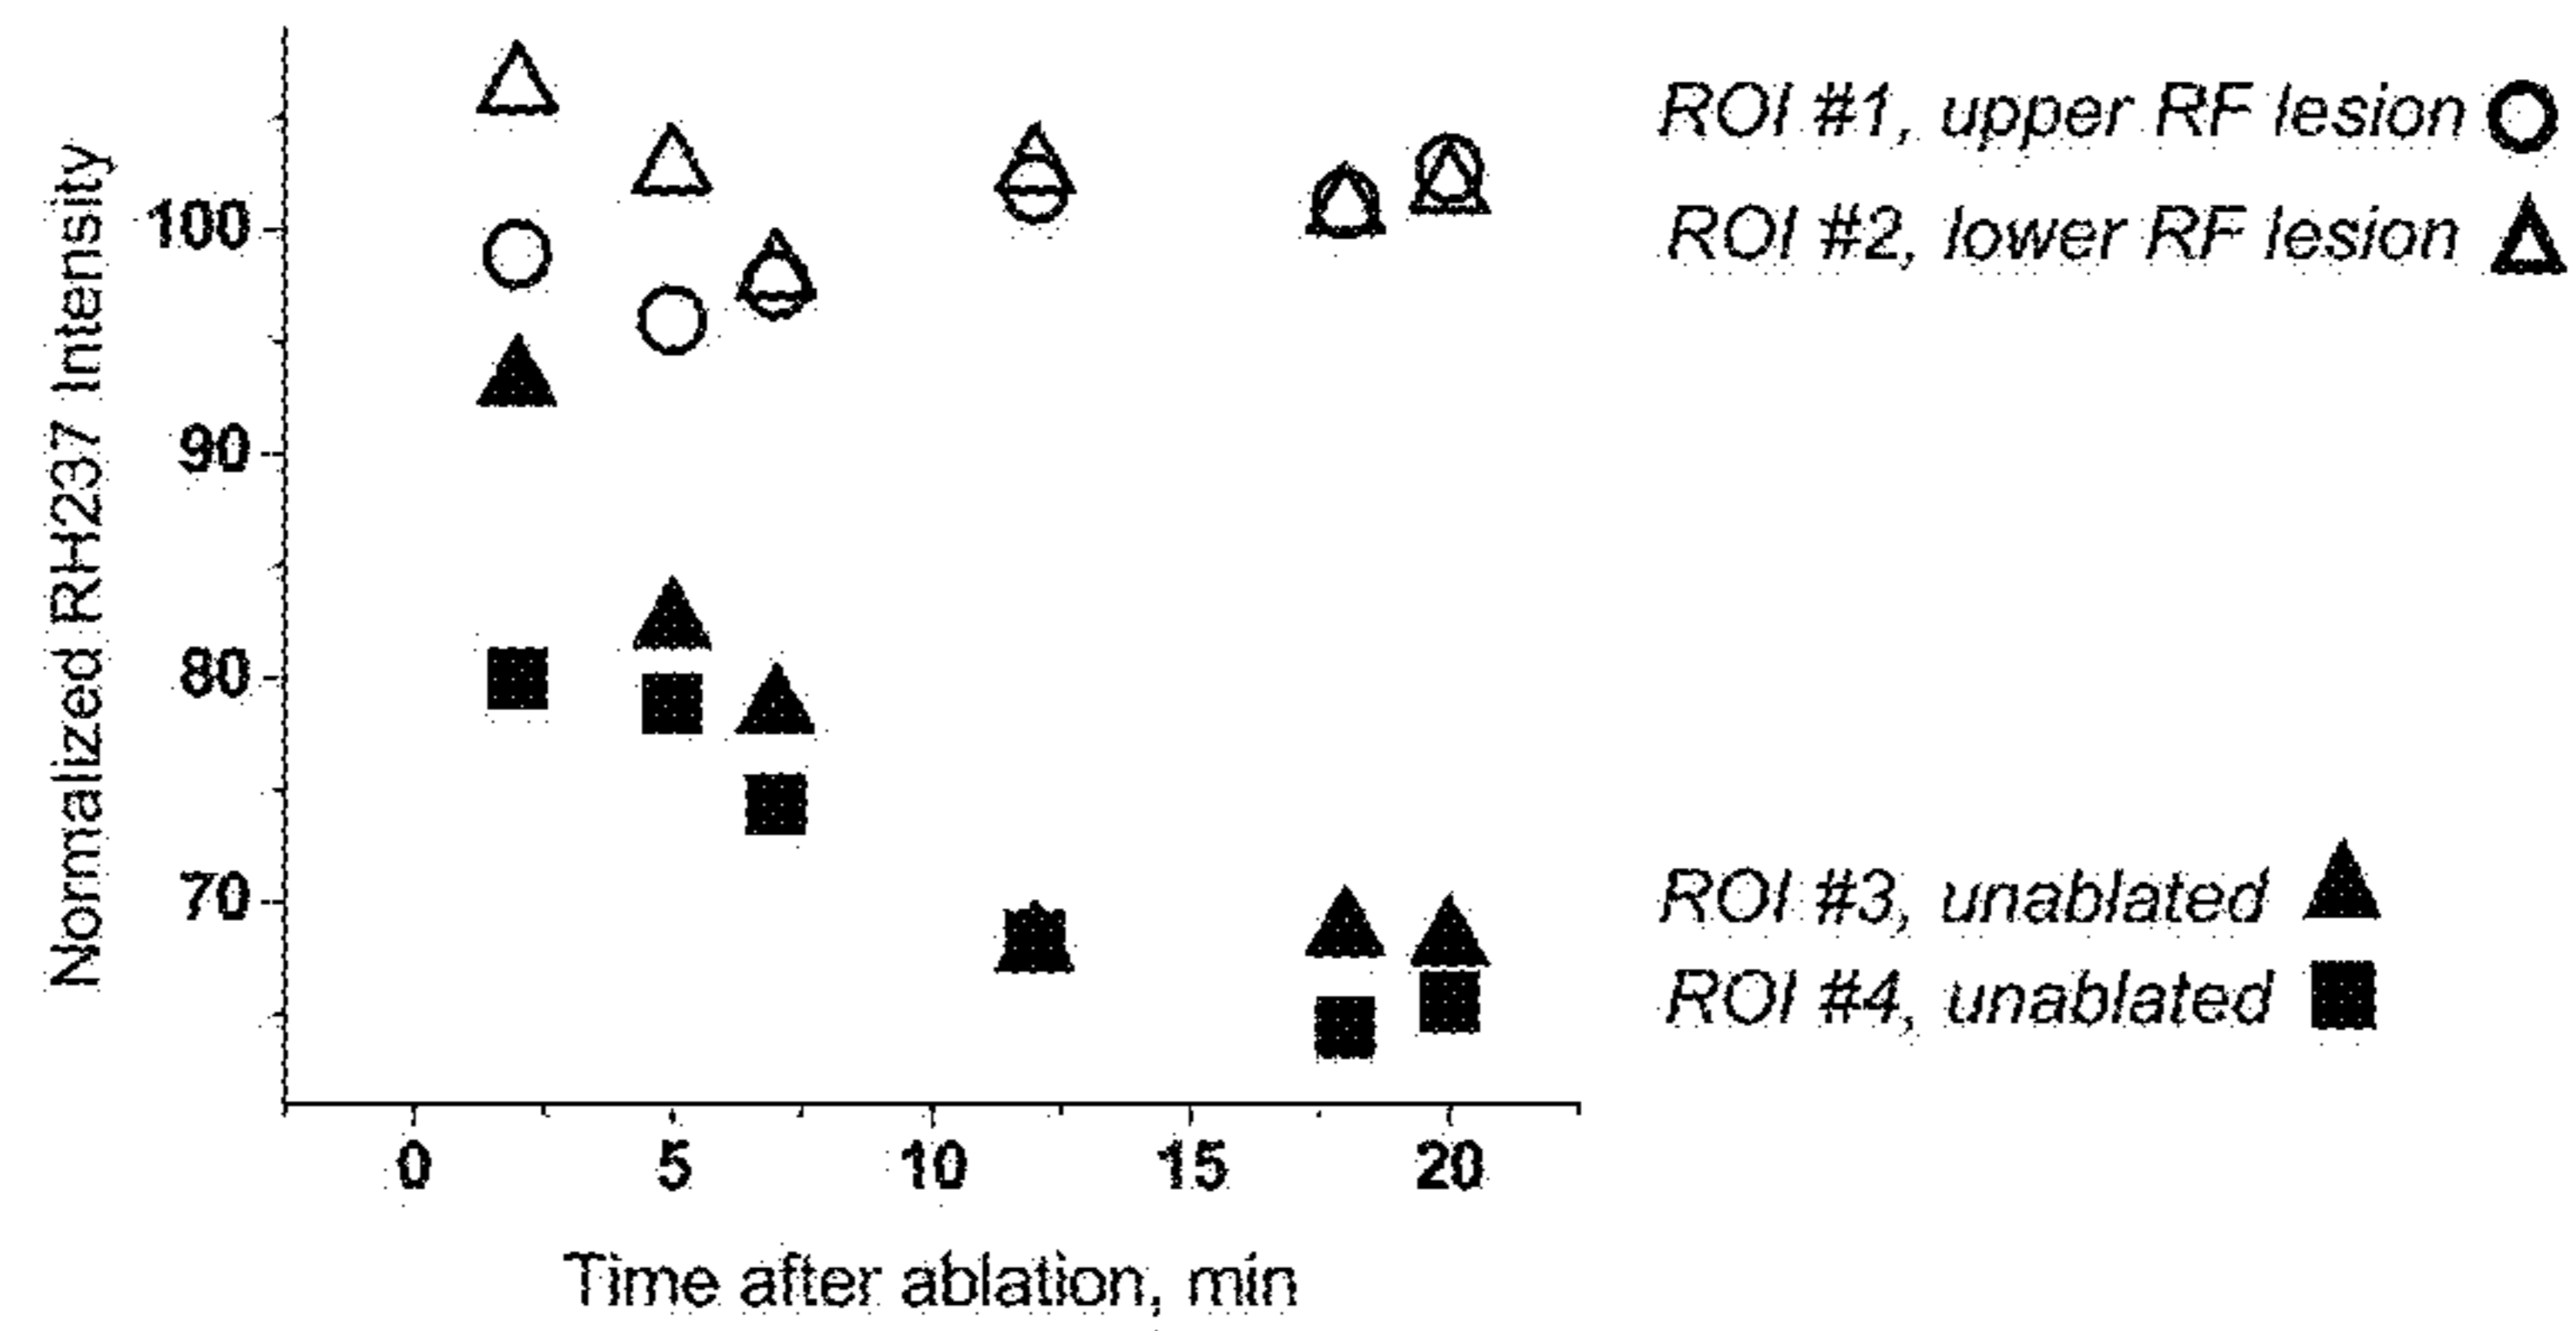 Normalized RH237 Intensity
100
90
80
70
0 5 10 15 20
Time after ablation, min
ROI #1, upper RF lesion
ROI #2, lower RF lesion
ROI #3, unablated
ROI #4, unablated